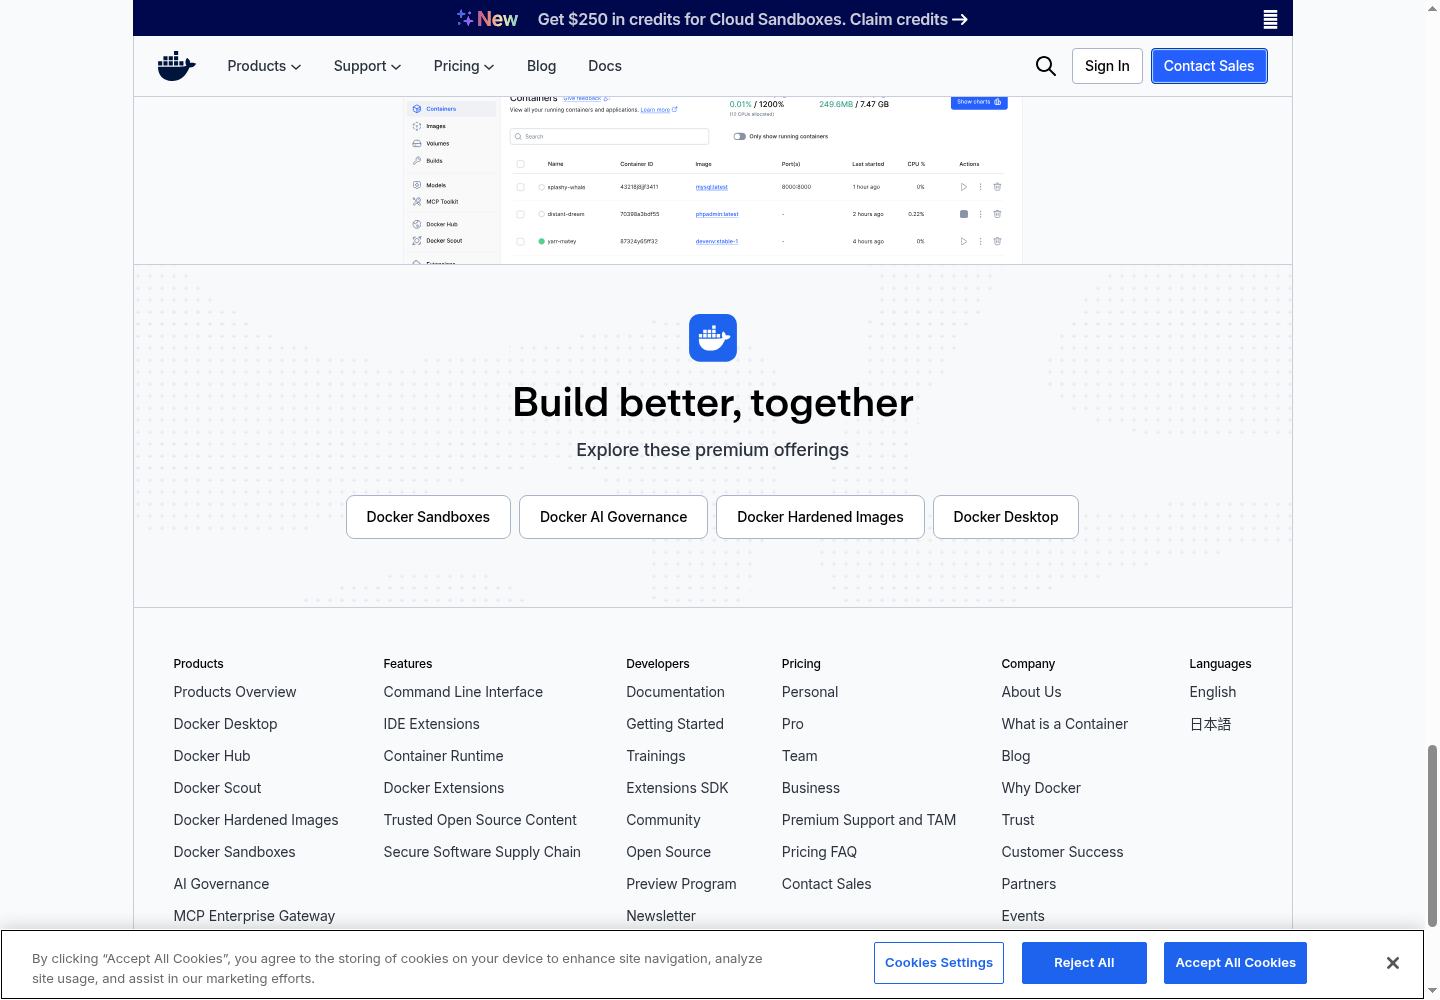 New Get $250 in credits for Cloud Sandboxes. Claim credits
Products Support Pricing Blog Docs Sign In Contact Sales
Containers Containers Give feedback 0.01% / 1200% 249.6MB / 7.47 GB Show charts
View all your running containers and applications. Learn more
Images
Volumes Search Only show running containers
Builds
Name Container ID Image Port(s) Last started CPU % Actions
Models splashy-whale mysql:latest 8000:8000 1 hour ago 0%
MCP Toolkit
distant-dream 70398a3bdf55 phpadmin:latest - 2 hours ago 0.22%
Docker Hub
Docker Scout yarr-matey 87324y65ff32 devenv:stable-1 - 4 hours ago 0%
Build better, together
Explore these premium offerings
Docker Sandboxes Docker AI Governance Docker Hardened Images Docker Desktop
Products
Products Overview
Docker Desktop
Docker Hub
Docker Scout
Docker Hardened Images
Docker Sandboxes
AI Governance
MCP Enterprise Gateway
Features
Command Line Interface
IDE Extensions
Container Runtime
Docker Extensions
Trusted Open Source Content
Secure Software Supply Chain
Developers
Documentation
Getting Started
Trainings
Extensions SDK
Community
Open Source
Preview Program
Newsletter
Pricing
Personal
Pro
Team
Business
Premium Support and TAM
Pricing FAQ
Contact Sales
Company
About Us
What is a Container
Blog
Why Docker
Trust
Customer Success
Partners
Events
Languages
English
日本語
By clicking “Accept All Cookies”, you agree to the storing of cookies on your device to enhance site navigation, analyze
site usage, and assist in our marketing efforts.
Cookies Settings Reject All Accept All Cookies